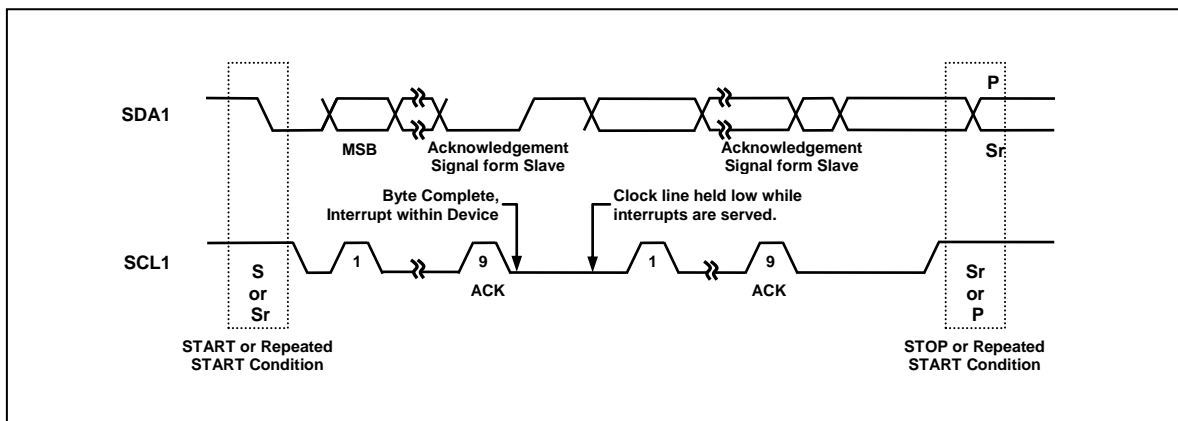 P
SDA1
MSB
Acknowledgement
Signal form Slave
Acknowledgement
Signal form Slave
Sr
Byte Complete,
Interrupt within Device
Clock line held low while
interrupts are served.
SCL1
S
or
Sr
1
9
ACK
1
9
ACK
Sr
or
P
START or Repeated
START Condition
STOP or Repeated
START Condition